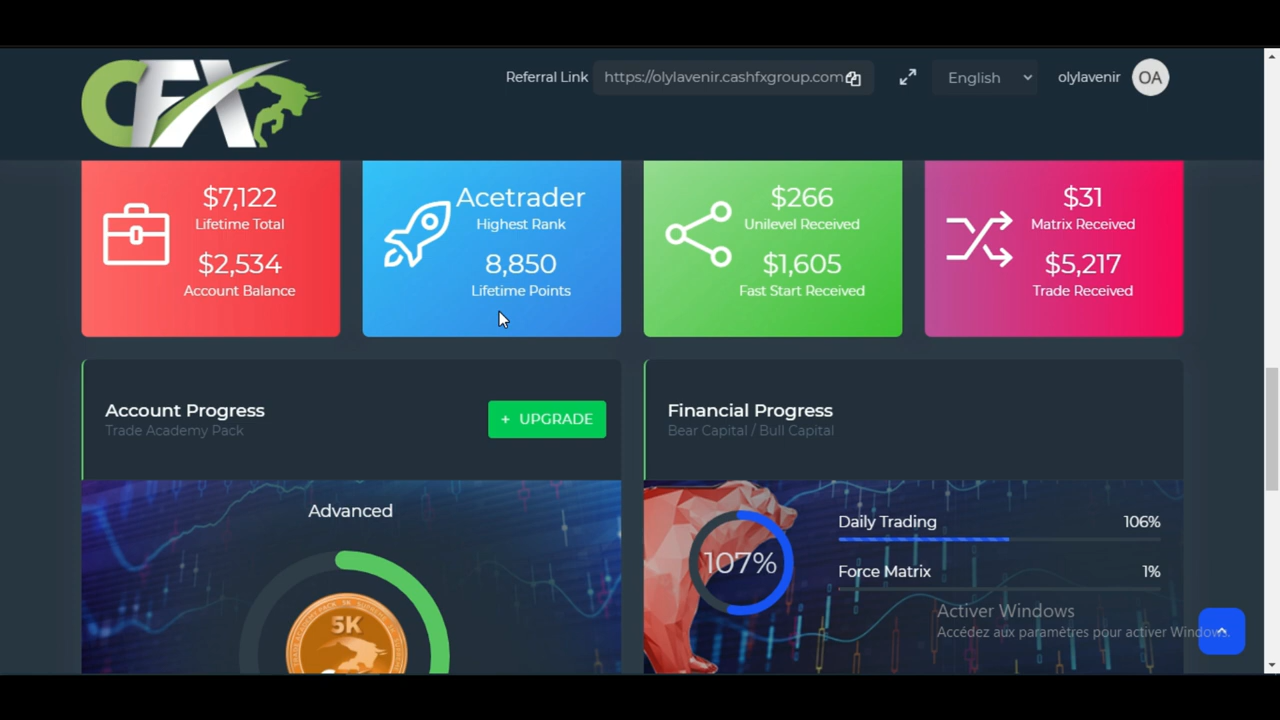 CFX
Referral Link https://olylavenir.cashfxgroup.com English olylavenir OA
$7,122
Lifetime Total
$2,534
Account Balance
Acetrader
Highest Rank
8,850
Lifetime Points
$266
Unilevel Received
$1,605
Fast Start Received
$31
Matrix Received
$5,217
Trade Received
Account Progress
Trade Academy Pack
+ UPGRADE
Financial Progress
Bear Capital / Bull Capital
Advanced
5K
107%
Daily Trading 106%
Force Matrix 1%
Activer Windows
Accédez aux paramètres pour activer Windows.